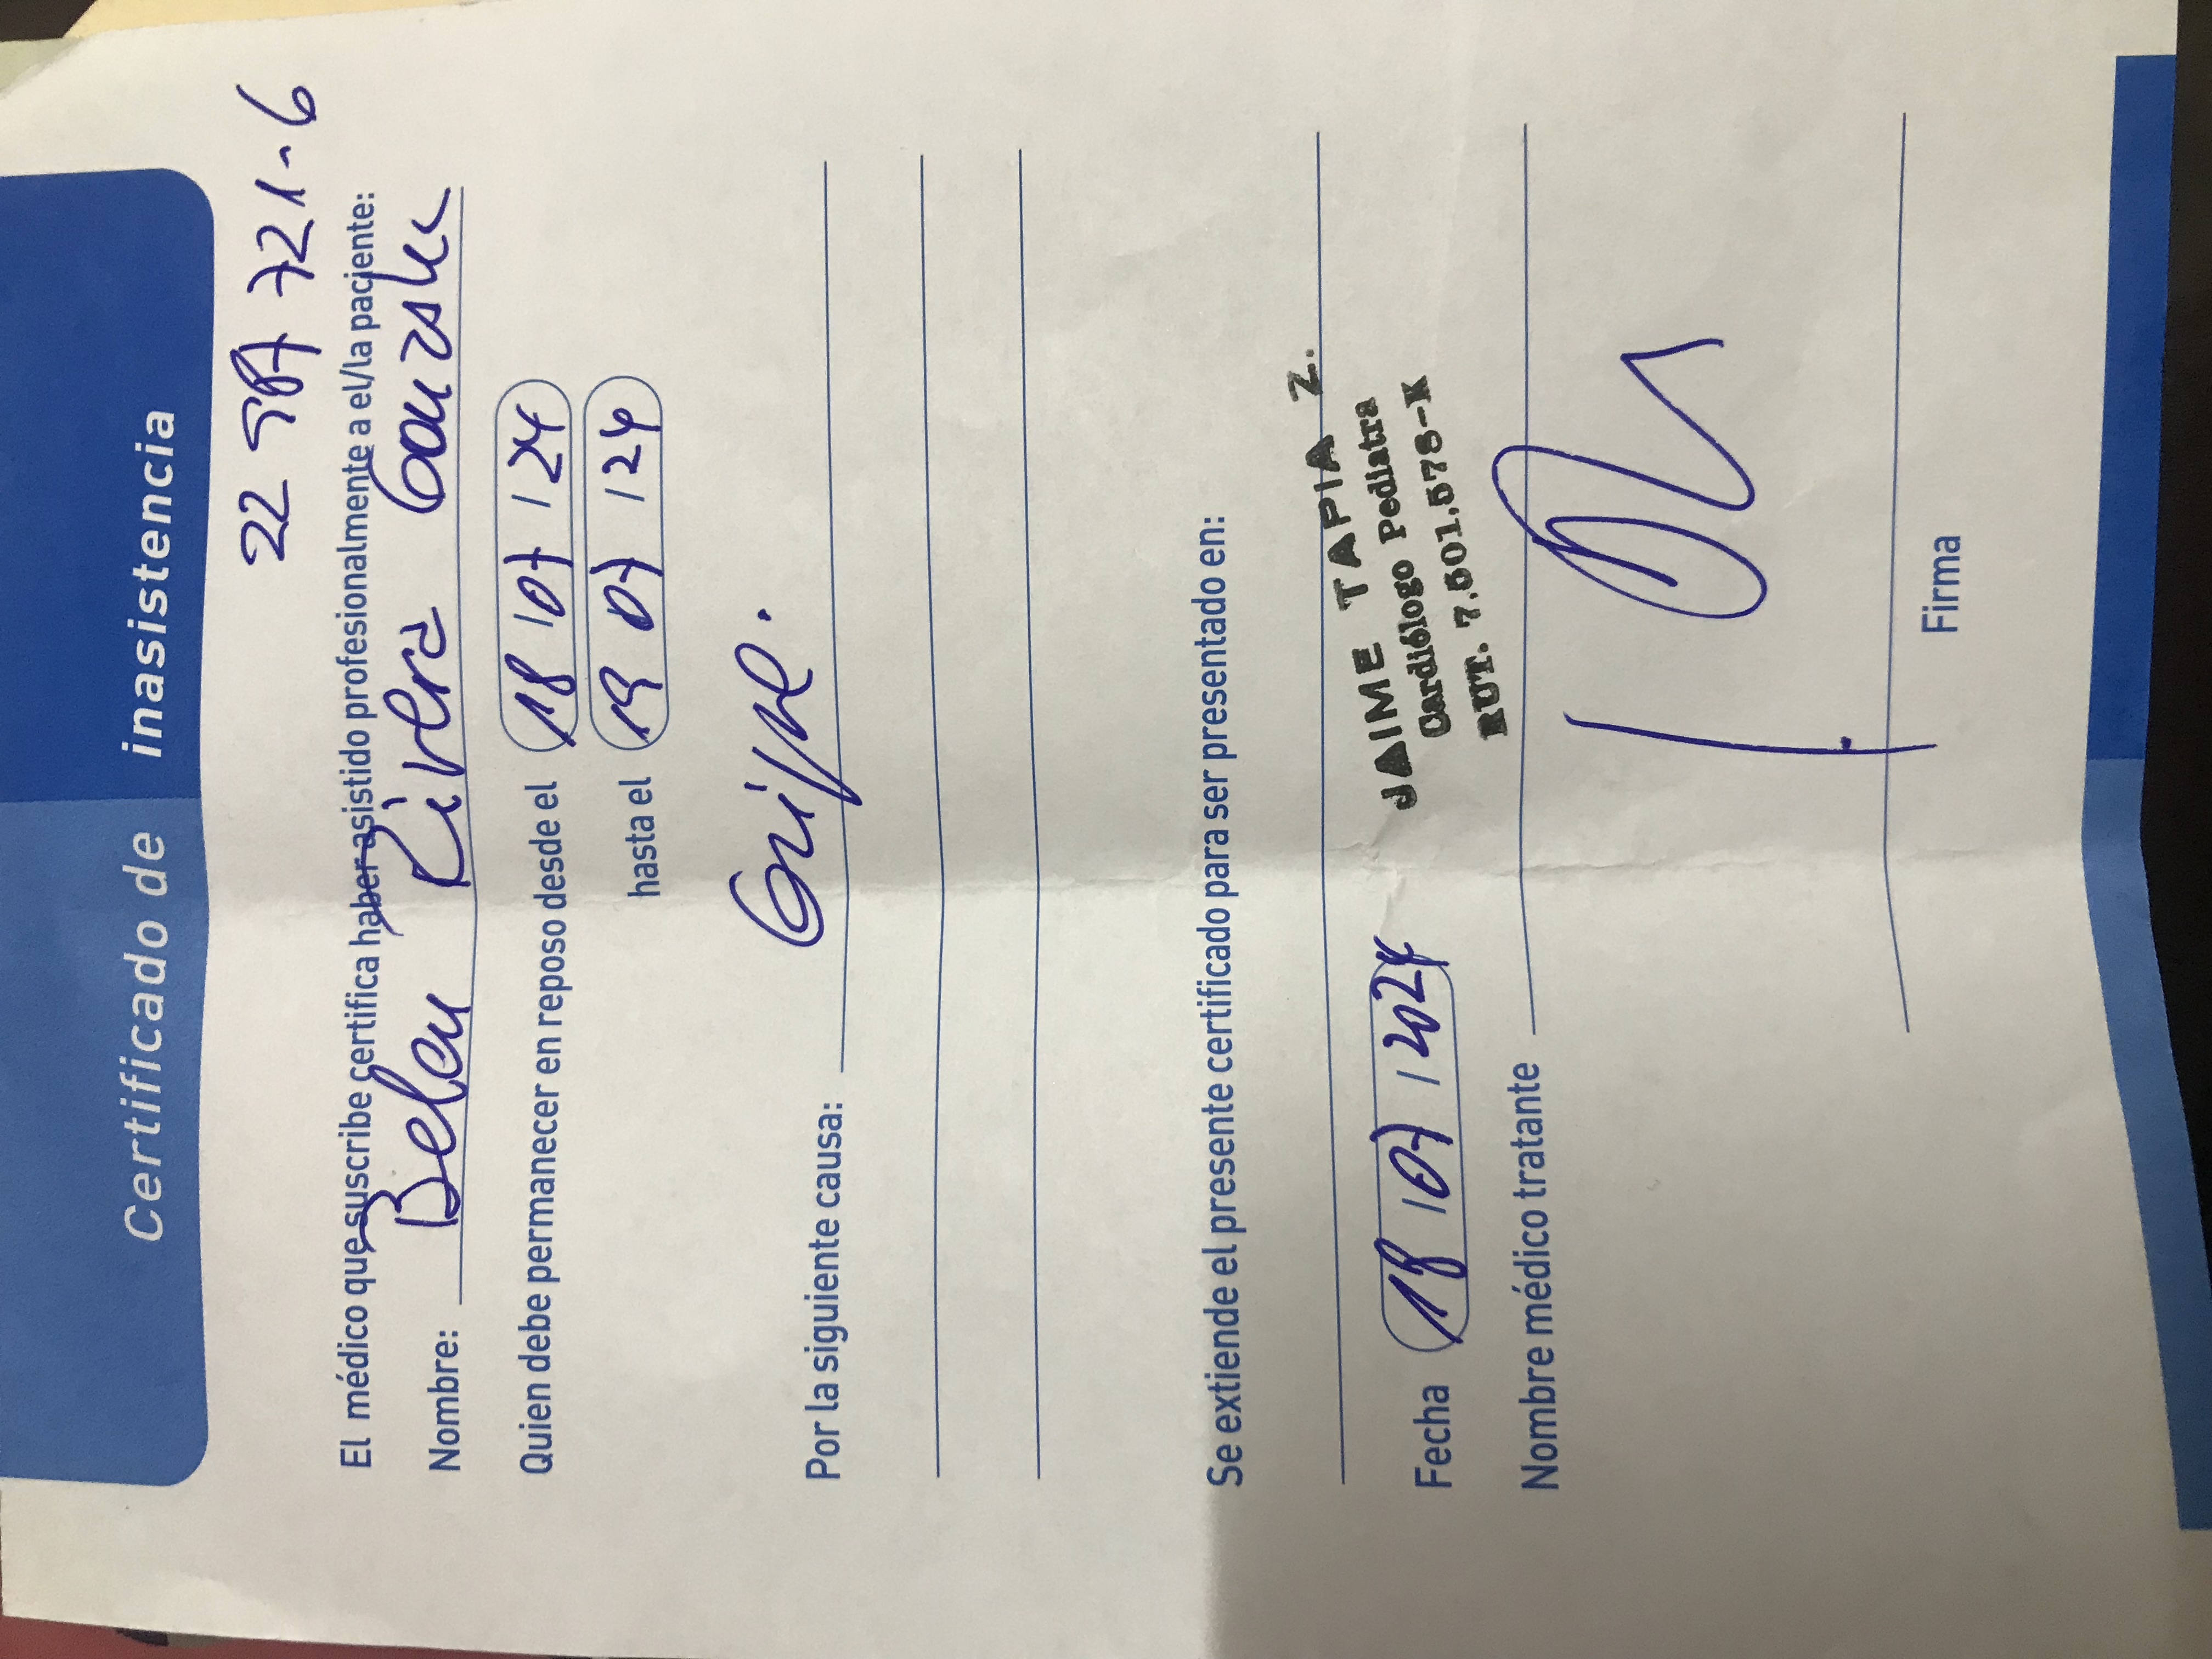 Certificado de inasistencia
22 587 721-6
El médico que suscribe certifica haber asistido profesionalmente a el/la paciente:
Nombre: Belen Rivera González
Quien debe permanecer en reposo desde el 18 / 07 / 24
hasta el 19 07 / 24
Por la siguiente causa: Gripe.
Se extiende el presente certificado para ser presentado en:
JAIME TAPIA Z.
Cardiólogo Pediatra
RUT. 7.501.578-K
Fecha 18 / 07 / 2024
Nombre médico tratante
Firma